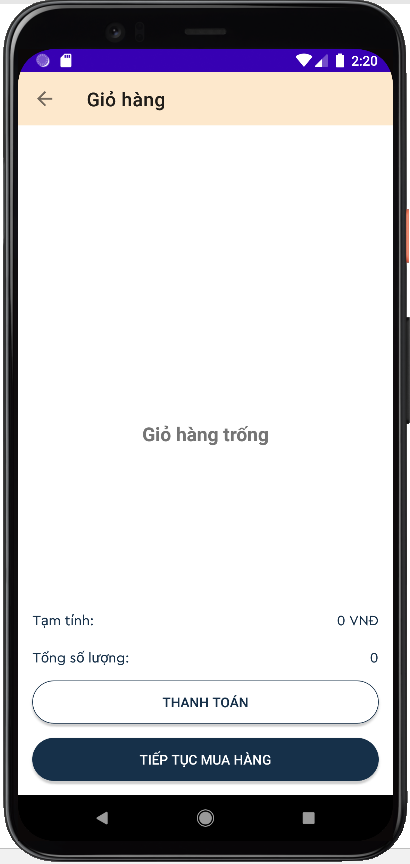 2:20
Giỏ hàng
Giỏ hàng trống
Tạm tính: 0 VNĐ
Tổng số lượng: 0
THANH TOÁN
TIẾP TỤC MUA HÀNG